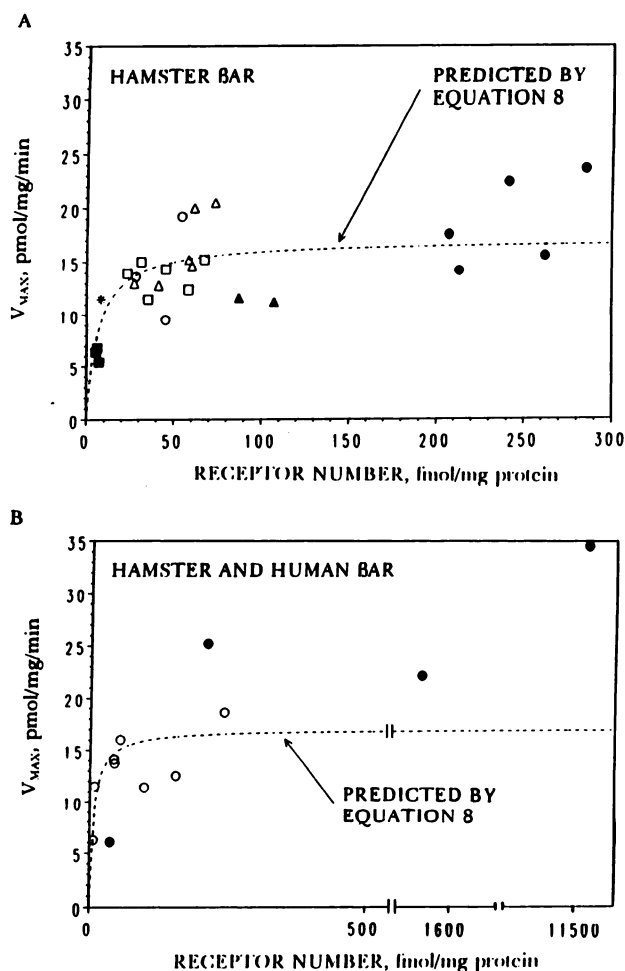 A
HAMSTER BAR
PREDICTED BY
EQUATION 8
V MAX, pmol/mg/min
35
30
25
20
15
10
5
0
0 50 100 150 200 250 300
RECEPTOR NUMBER, fmol/mg protein
B
HAMSTER AND HUMAN BAR
V MAX, pmol/mg/min
35
30
25
20
15
10
5
0
PREDICTED BY
EQUATION 8
0 500 1600 11500
RECEPTOR NUMBER, fmol/mg protein